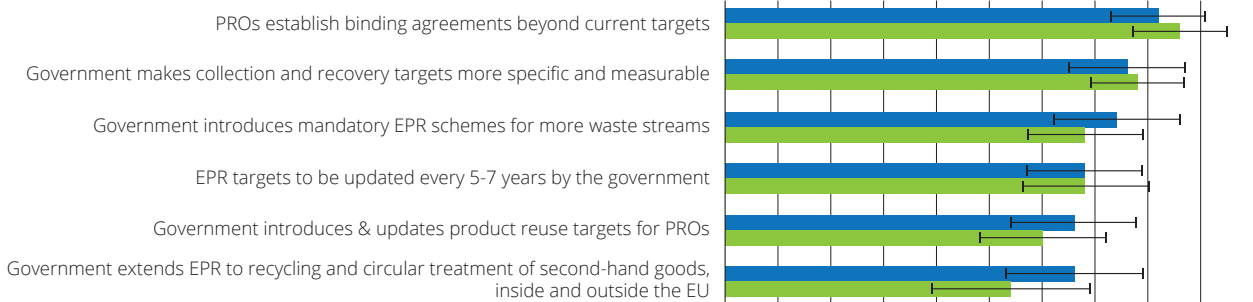 PROs establish binding agreements beyond current targets
Government makes collection and recovery targets more specific and measurable
Government introduces mandatory EPR schemes for more waste streams
EPR targets to be updated every 5-7 years by the government
Government introduces & updates product reuse targets for PROs
Government extends EPR to recycling and circular treatment of second-hand goods,
inside and outside the EU